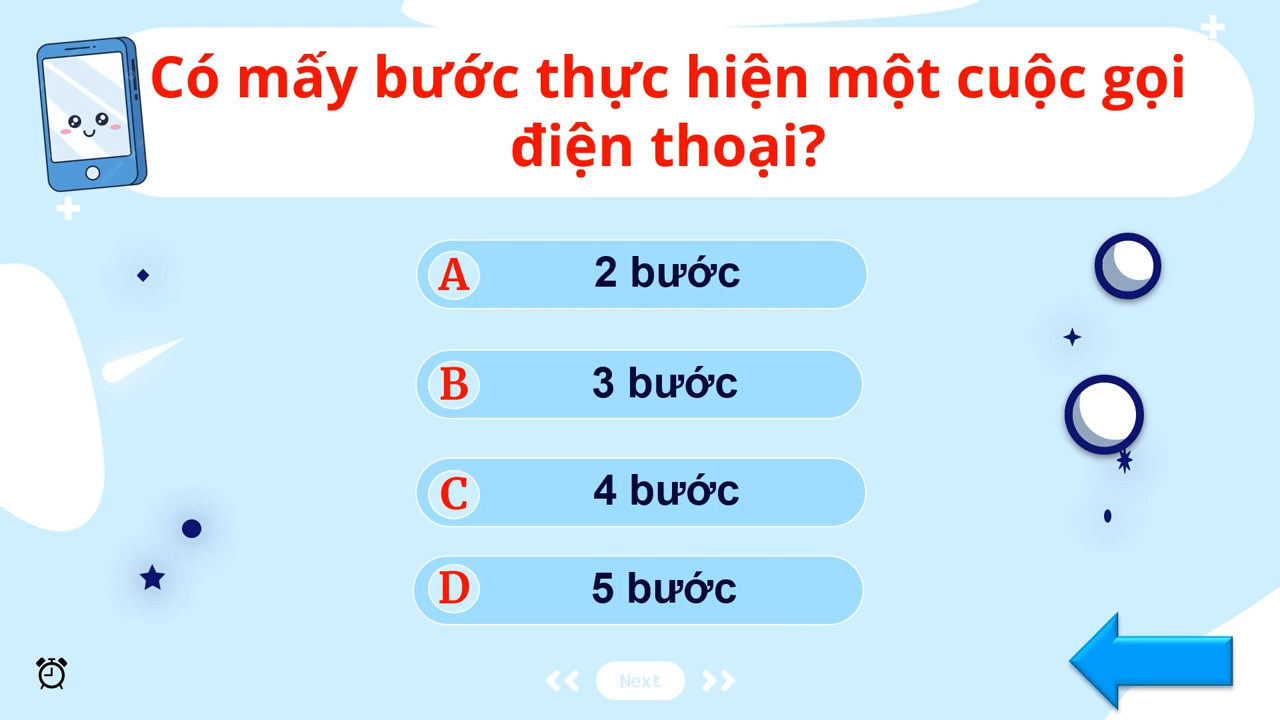 Có mấy bước thực hiện một cuộc gọi
điện thoại?
A 2 bước
B 3 bước
C 4 bước
D 5 bước
Next